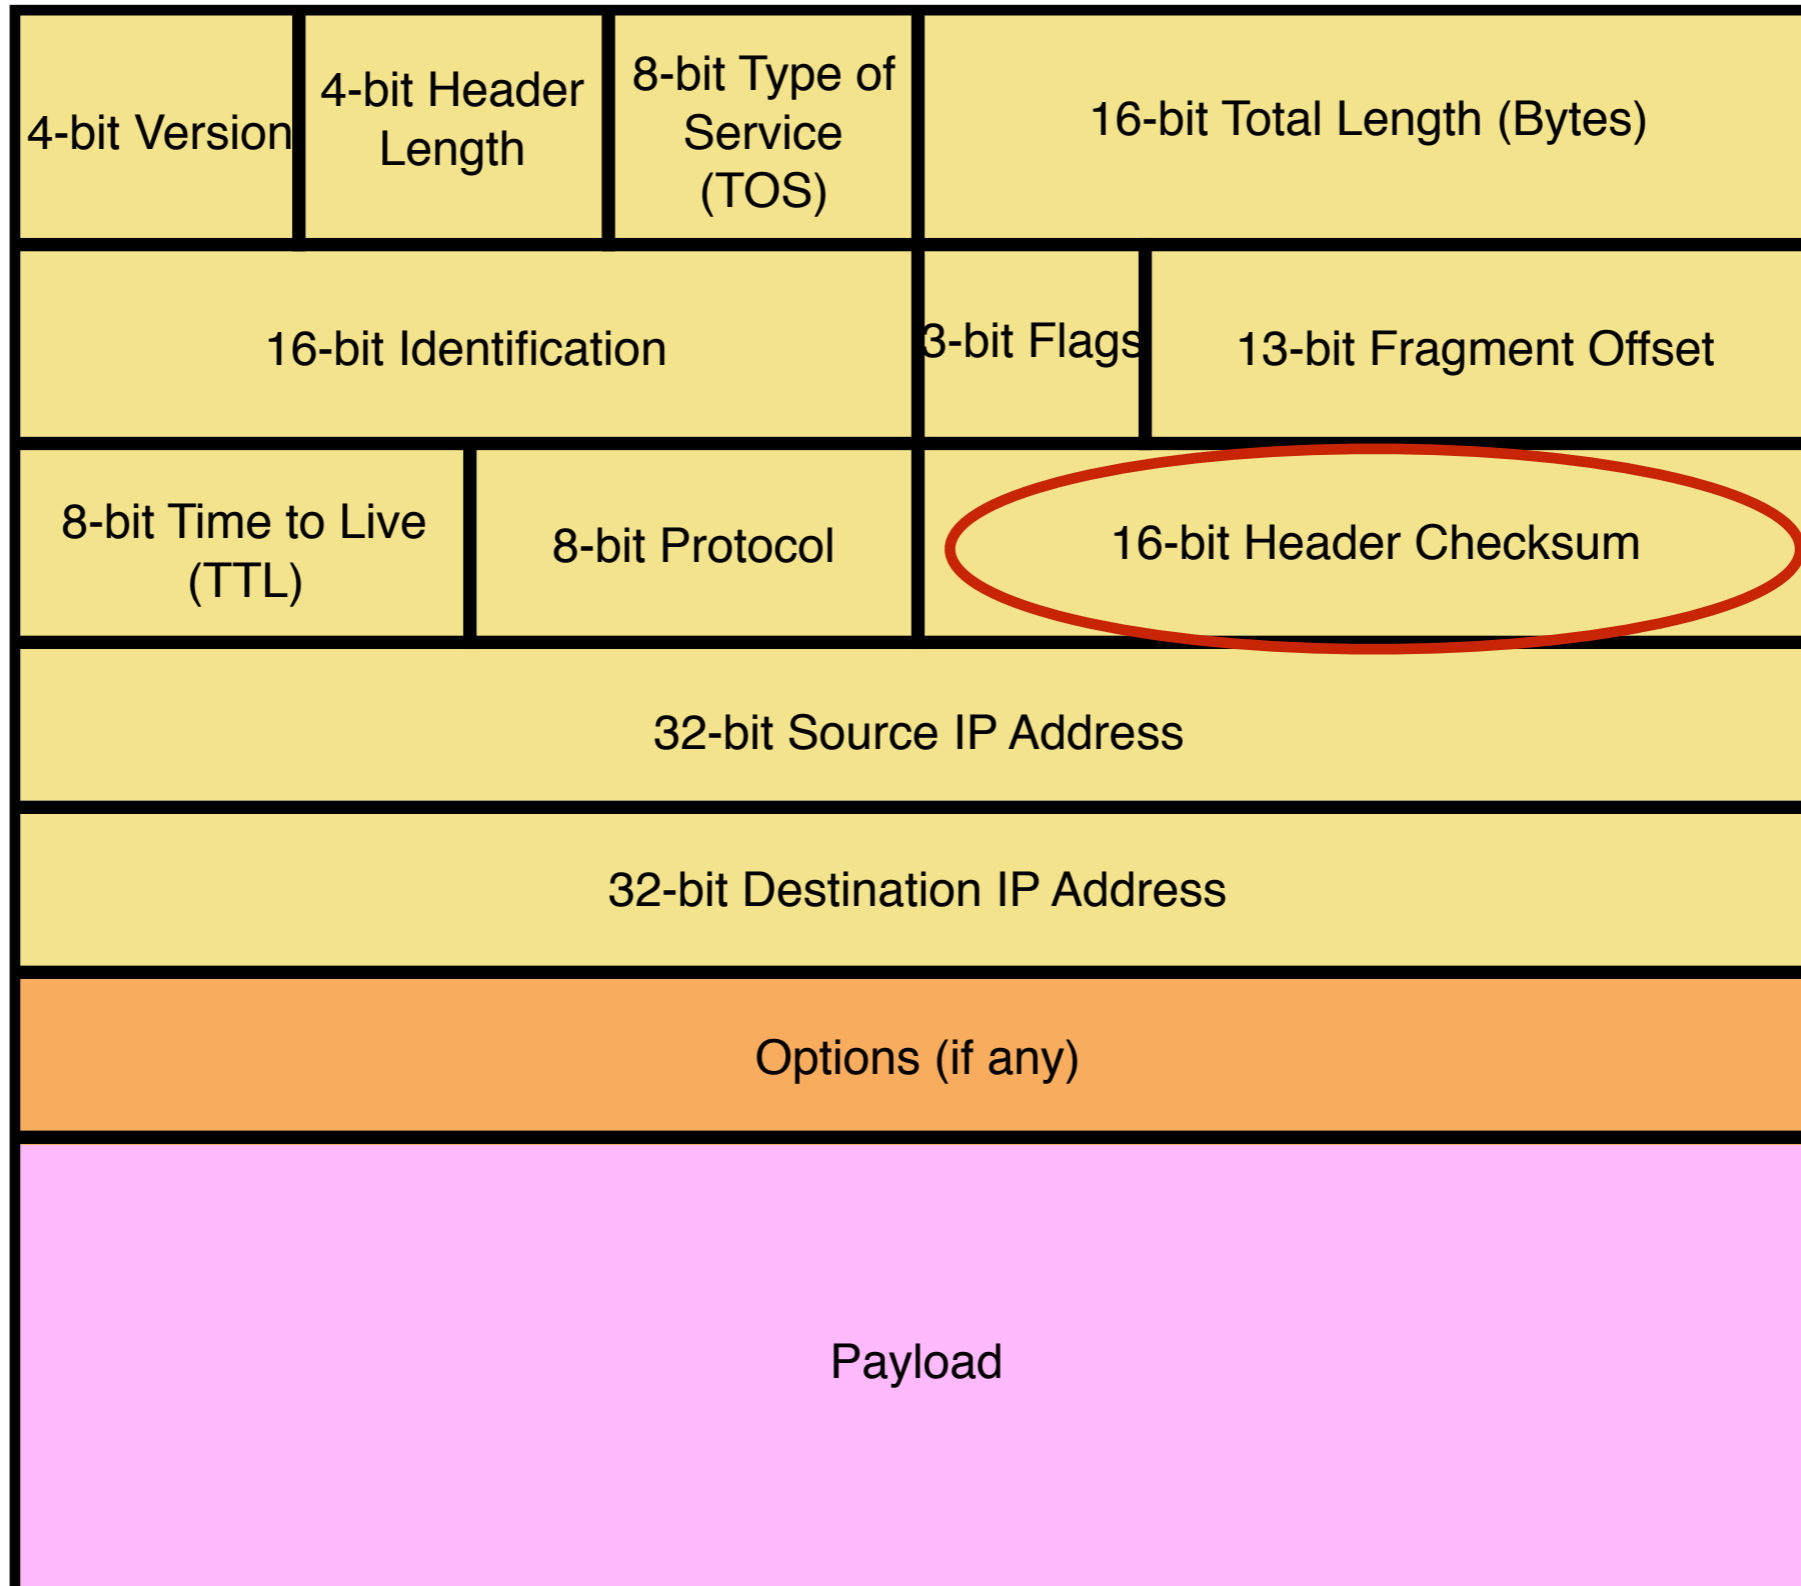 4-bit Version
4-bit Header
Length
8-bit Type of
Service
(TOS)
16-bit Total Length (Bytes)
16-bit Identification
3-bit Flags
13-bit Fragment Offset
8-bit Time to Live
(TTL)
8-bit Protocol
16-bit Header Checksum
32-bit Source IP Address
32-bit Destination IP Address
Options (if any)
Payload